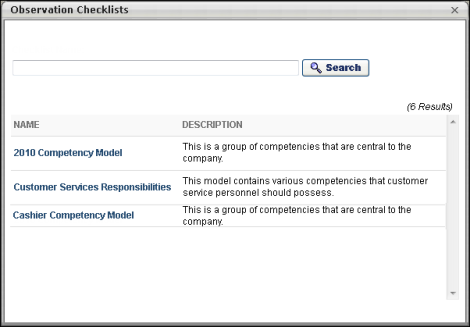 Observation Checklists
Search
(6 Results)
NAME DESCRIPTION
2010 Competency Model This is a group of competencies that are central to the
company.
Customer Services Responsibilities This model contains various competencies that customer
service personnel should possess.
Cashier Competency Model This is a group of competencies that are central to the
company.